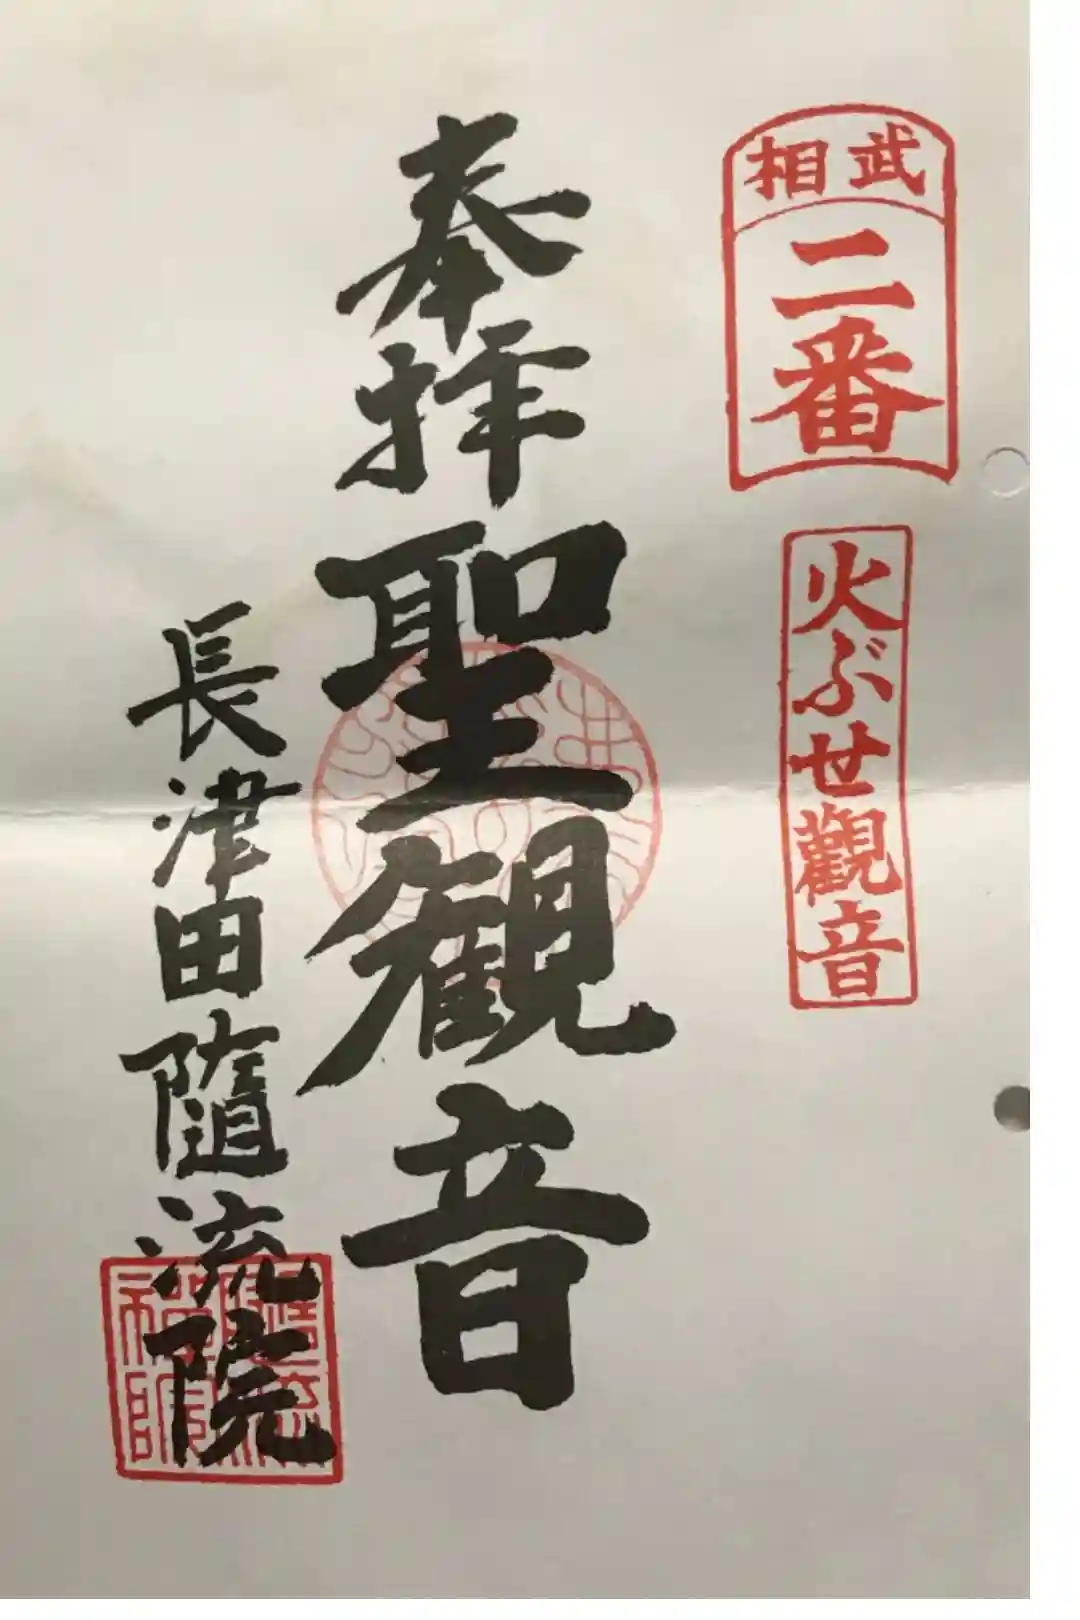 武相
二番
火ぶせ観音
奉拝
聖観音
長津田随流院